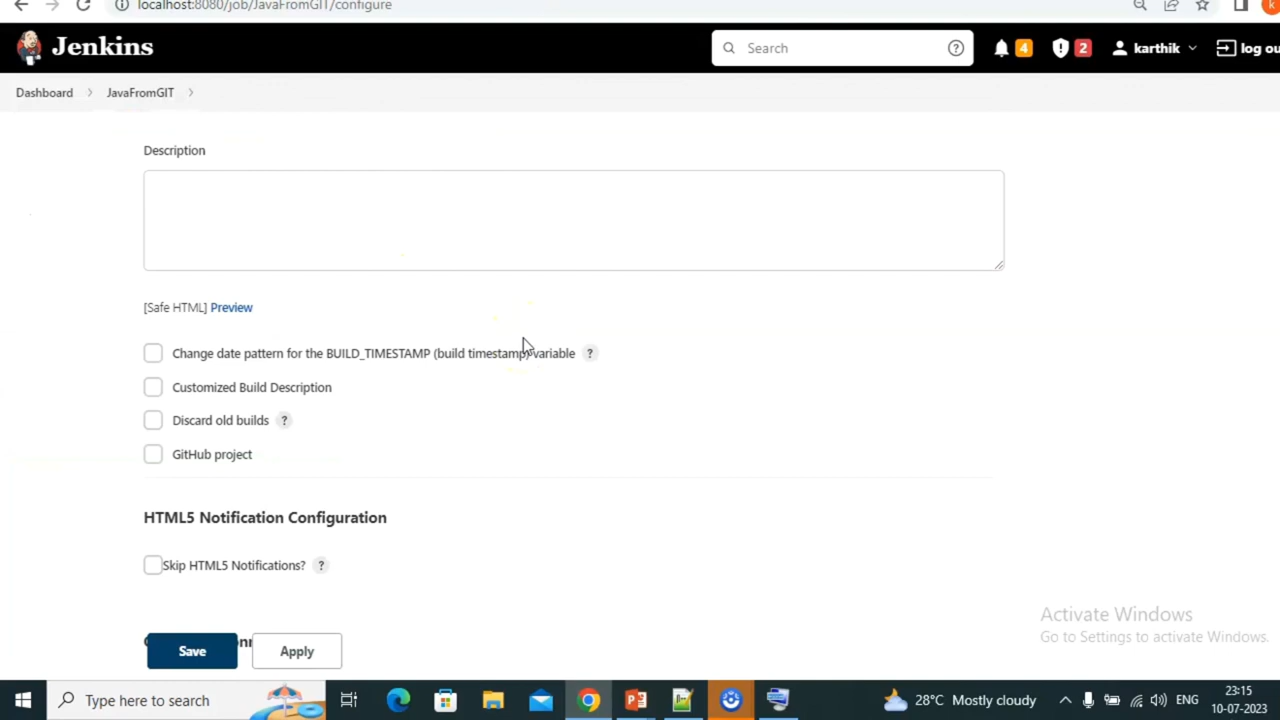 localhost:8080/job/JavaFromGIT/configure
k
Jenkins
Search
?
4
2
karthik
log ou
Dashboard
JavaFromGIT
Description
[Safe HTML] Preview
Change date pattern for the BUILD_TIMESTAMP (build timestamp) variable ?
Customized Build Description
Discard old builds ?
GitHub project
HTML5 Notification Configuration
Skip HTML5 Notifications? ?
Save
Apply
Activate Windows
Go to Settings to activate Windows.
Type here to search
28°C Mostly cloudy
ENG
23:15
10-07-2023